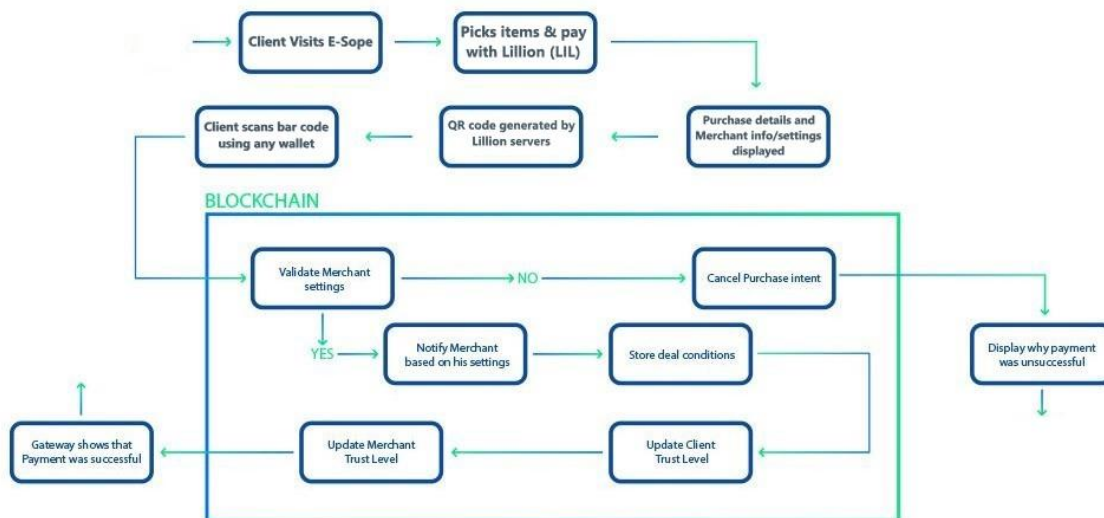 Client Visits E-Sope
Picks items & pay
with Lillion (LIL)
Purchase details and
Merchant info/settings
displayed
QR code generated by
Lillion servers
Client scans bar code
using any wallet
BLOCKCHAIN
Validate Merchant
settings
NO
Cancel Purchase intent
Display why payment
was unsuccessful
YES
Notify Merchant
based on his settings
Store deal conditions
Update Client
Trust Level
Update Merchant
Trust Level
Gateway shows that
Payment was successful